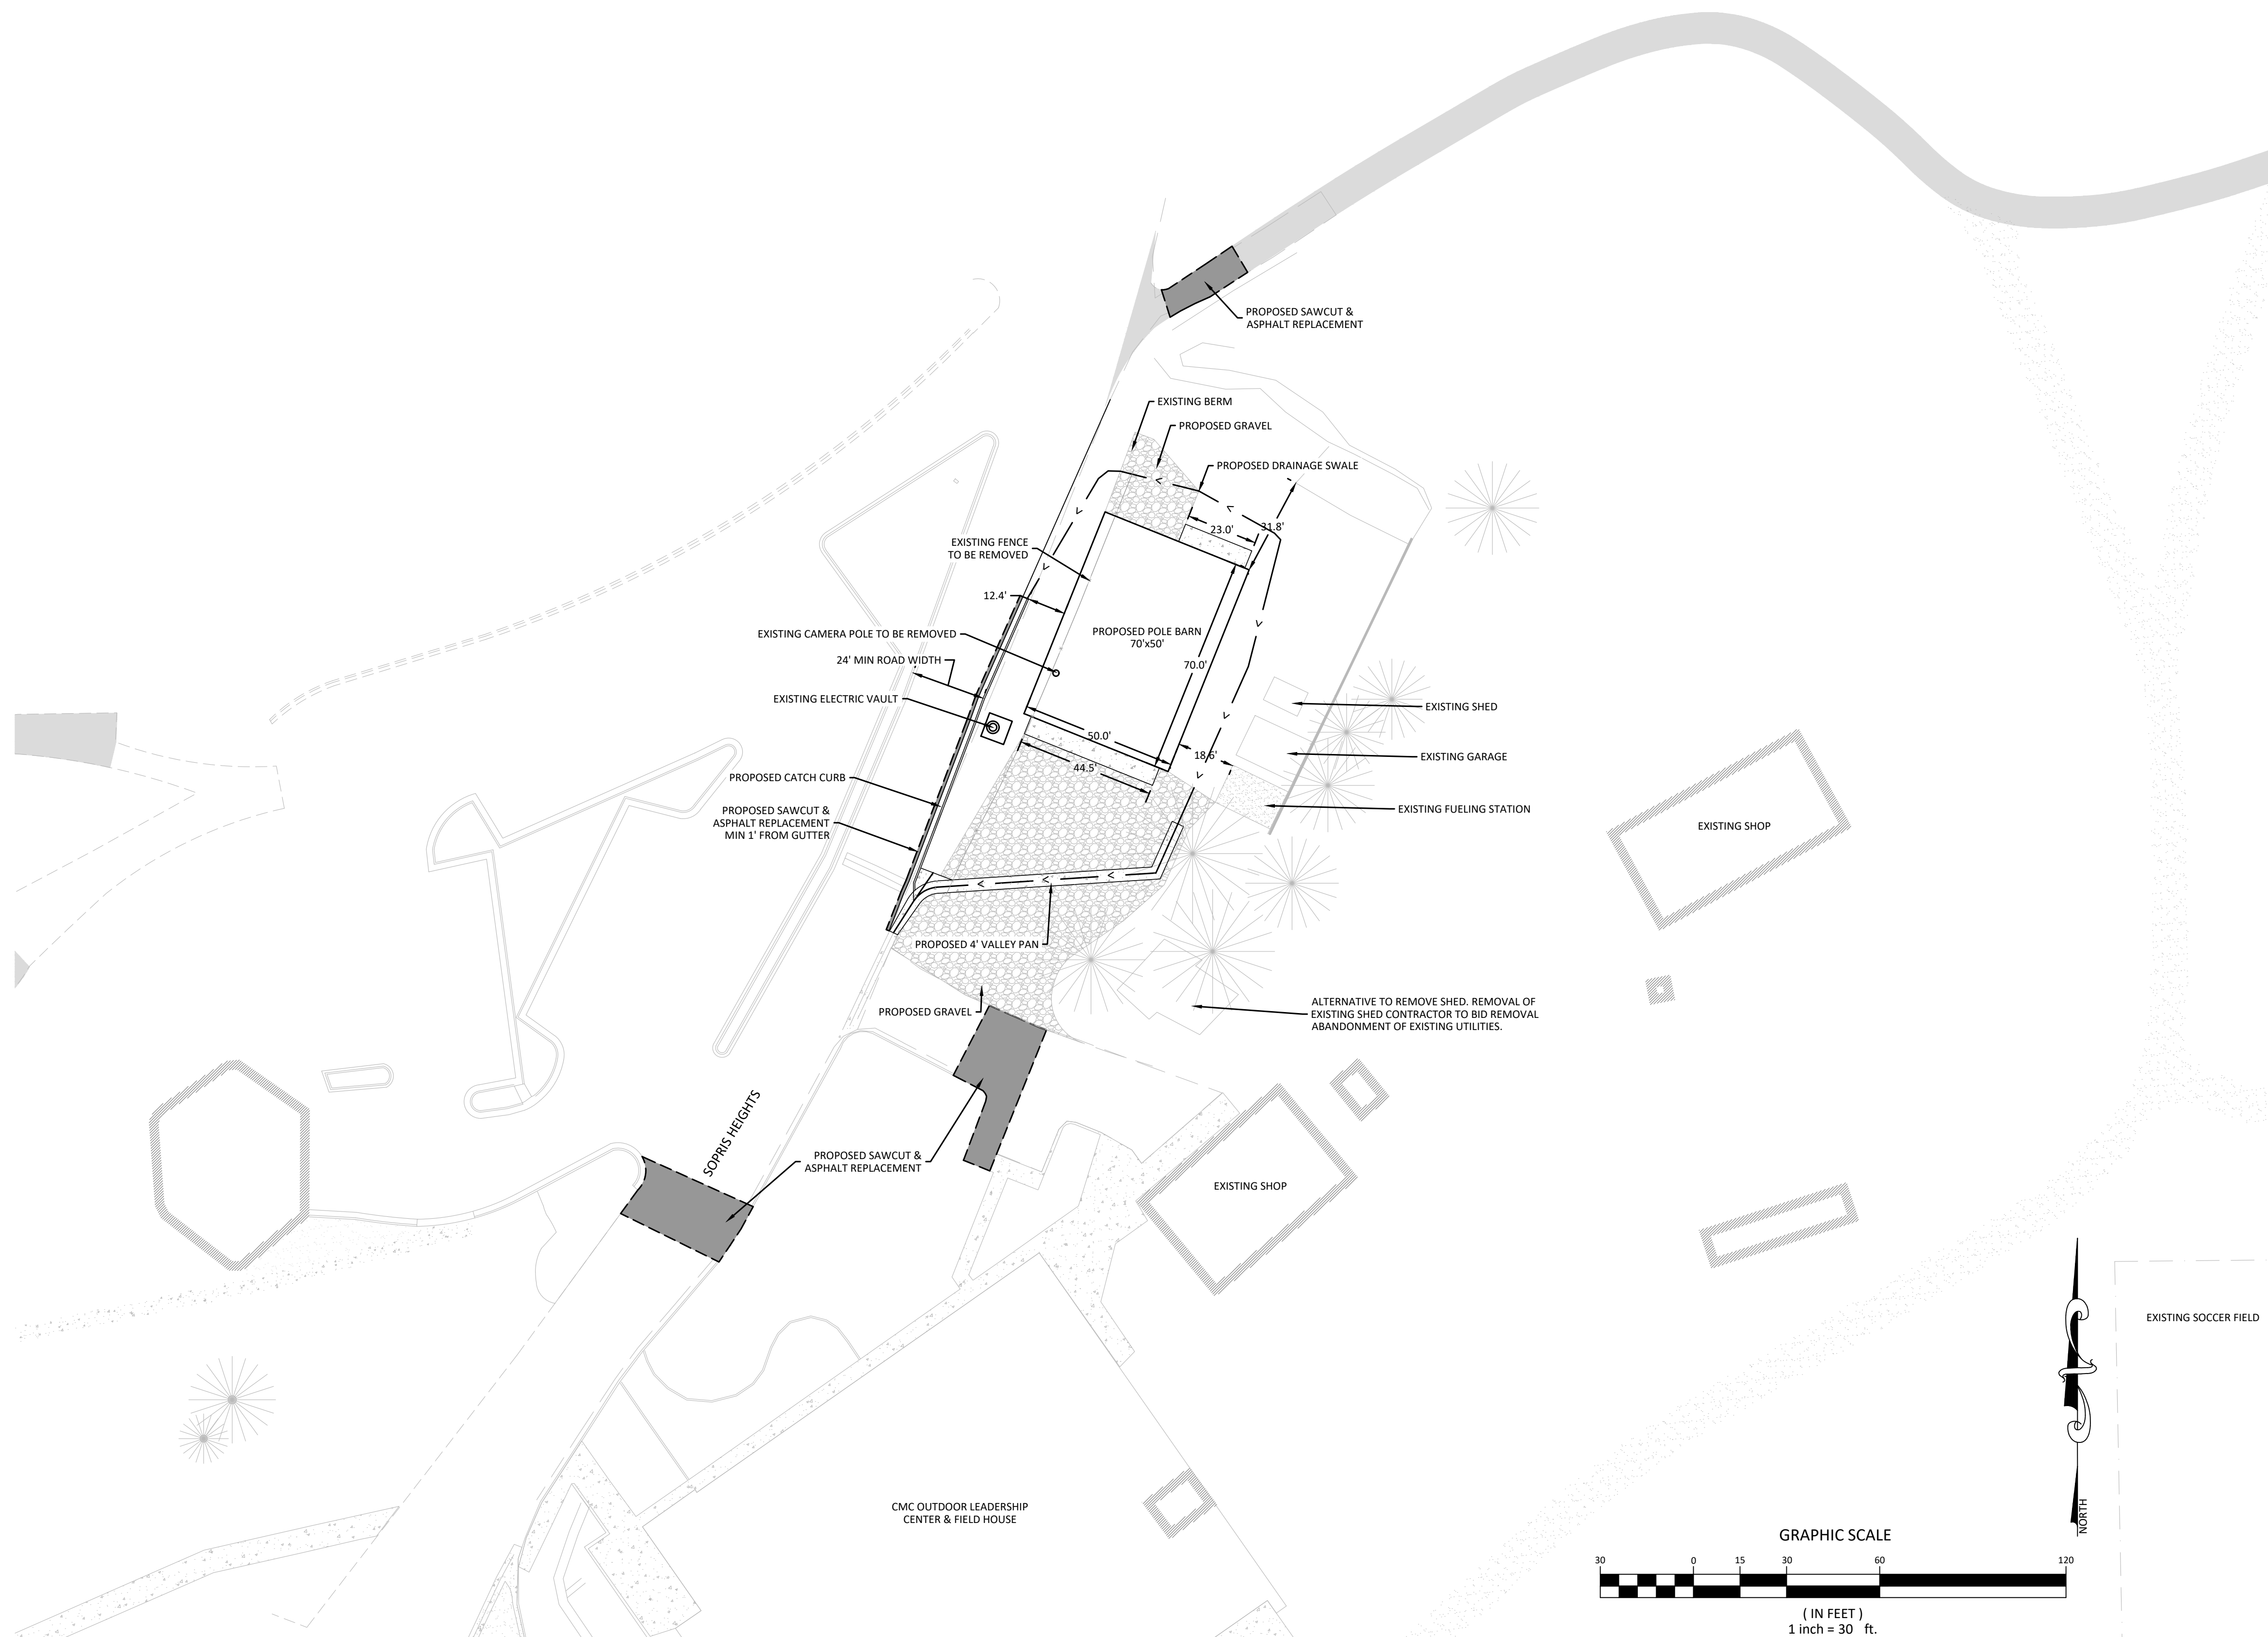 PROPOSED SAWCUT &
ASPHALT REPLACEMENT
EXISTING BERM
PROPOSED GRAVEL
PROPOSED DRAINAGE SWALE
23.0'
31.8'
EXISTING FENCE
TO BE REMOVED
12.4'
EXISTING CAMERA POLE TO BE REMOVED
PROPOSED POLE BARN
70'x50'
24' MIN ROAD WIDTH
70.0'
EXISTING ELECTRIC VAULT
EXISTING SHED
50.0'
18.6'
EXISTING GARAGE
44.5'
PROPOSED CATCH CURB
PROPOSED SAWCUT &
ASPHALT REPLACEMENT
MIN 1' FROM GUTTER
EXISTING FUELING STATION
EXISTING SHOP
PROPOSED 4' VALLEY PAN
PROPOSED GRAVEL
ALTERNATIVE TO REMOVE SHED. REMOVAL OF
EXISTING SHED CONTRACTOR TO BID REMOVAL
ABANDONMENT OF EXISTING UTILITIES.
SOPRIS HEIGHTS
PROPOSED SAWCUT &
ASPHALT REPLACEMENT
EXISTING SHOP
EXISTING SOCCER FIELD
CMC OUTDOOR LEADERSHIP
CENTER & FIELD HOUSE
NORTH
GRAPHIC SCALE
30 0 15 30 60 120
( IN FEET )
1 inch = 30 ft.